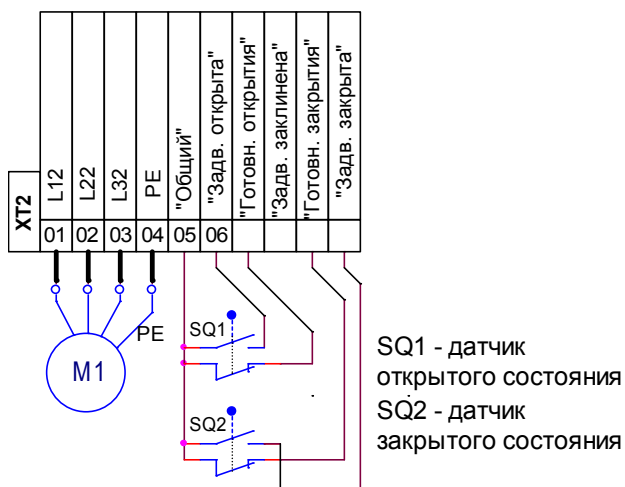 XT2
L12
L22
L32
PE
"Общий"
"Задв. открыта"
"Готовн. открытия"
"Задв. заклинена"
"Готовн. закрытия"
"Задв. закрыта"
01 02 03 04 05 06
PE
M1
SQ1
SQ2
SQ1 - датчик
открытого состояния
SQ2 - датчик
закрытого состояния